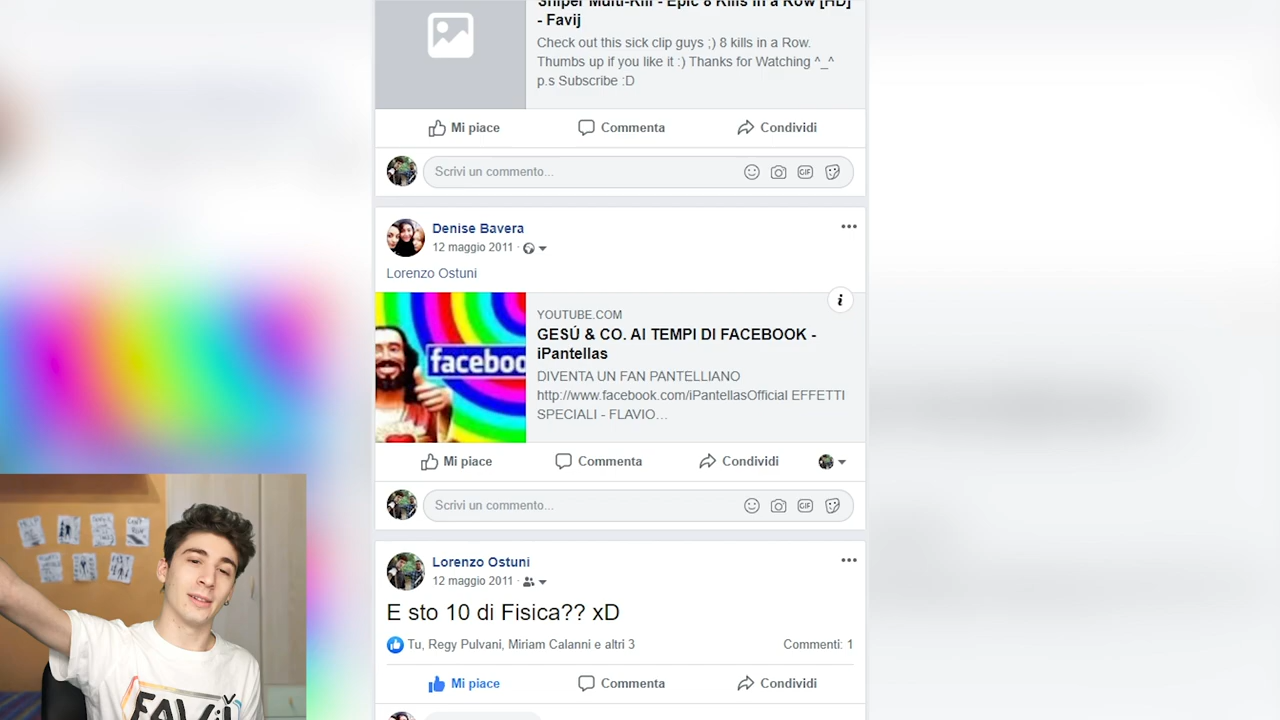 Sniper Multi-Kill - Epic 8 Kills in a Row [HD]
- Favij
Check out this sick clip guys ;) 8 kills in a Row.
Thumbs up if you like it :) Thanks for Watching ^_^
p.s Subscribe :D
Mi piace Commenta Condividi
Scrivi un commento... GIF
Denise Bavera
12 maggio 2011 ·
Lorenzo Ostuni
YOUTUBE.COM
GESÚ & CO. AI TEMPI DI FACEBOOK -
iPantellas
DIVENTA UN FAN PANTELLIANO
http://www.facebook.com/iPantellasOfficial EFFETTI
SPECIALI - FLAVIO...
faceboo
Mi piace Commenta Condividi
Scrivi un commento... GIF
Lorenzo Ostuni
12 maggio 2011 ·
E sto 10 di Fisica?? xD
Tu, Regy Pulvani, Miriam Calanni e altri 3 Commenti: 1
Mi piace Commenta Condividi
FAVIJ